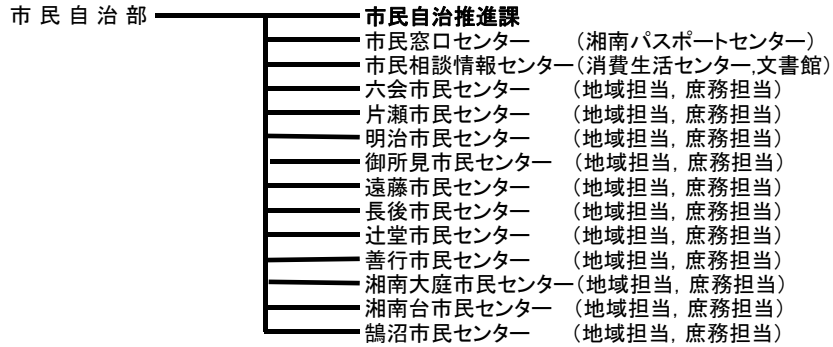 市民自治部 市民自治推進課
市民窓口センター （湘南パスポートセンター）
市民相談情報センター（消費生活センター,文書館）
六会市民センター （地域担当，庶務担当）
片瀬市民センター （地域担当，庶務担当）
明治市民センター （地域担当，庶務担当）
御所見市民センター （地域担当，庶務担当）
遠藤市民センター （地域担当，庶務担当）
長後市民センター （地域担当，庶務担当）
辻堂市民センター （地域担当，庶務担当）
善行市民センター （地域担当，庶務担当）
湘南大庭市民センター（地域担当，庶務担当）
湘南台市民センター （地域担当，庶務担当）
鵠沼市民センター （地域担当，庶務担当）